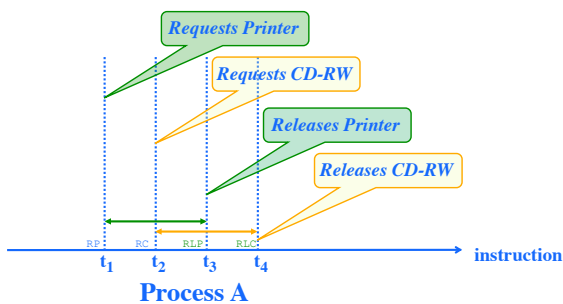 Requests Printer
Requests CD-RW
Releases Printer
Releases CD-RW
RP RC RLP RLC
instruction
t1 t2 t3 t4
Process A